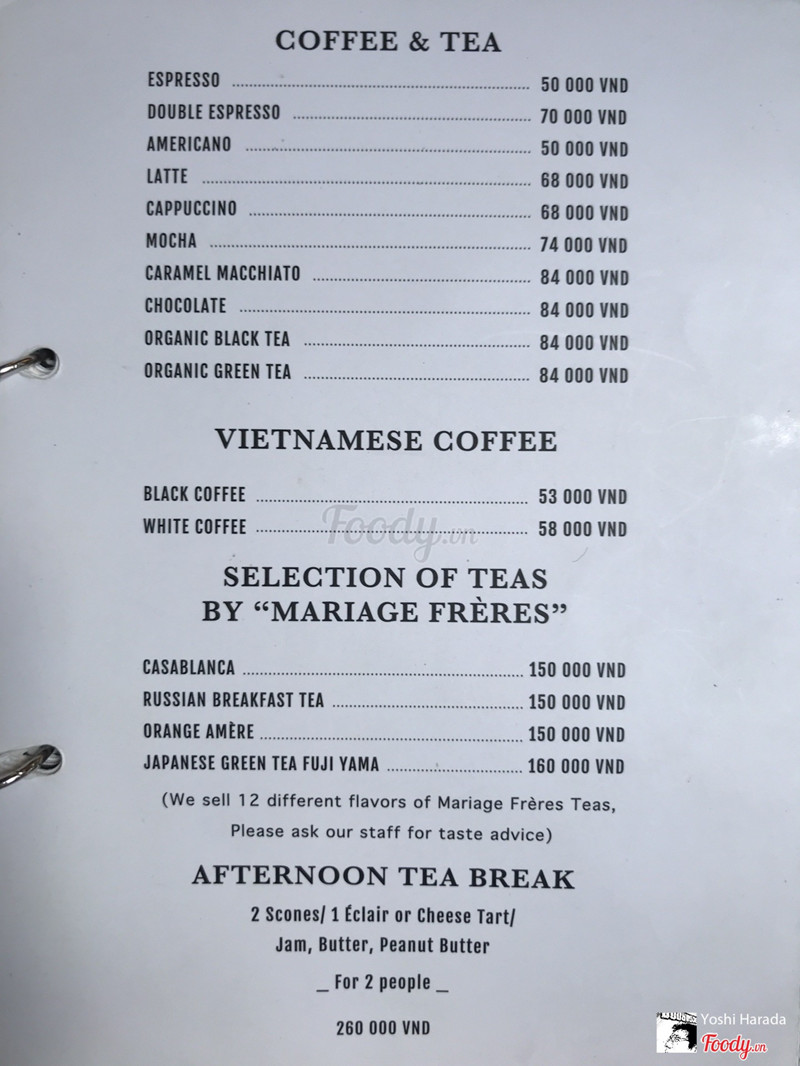 COFFEE & TEA
ESPRESSO 50 000 VND
DOUBLE ESPRESSO 70 000 VND
AMERICANO 50 000 VND
LATTE 68 000 VND
CAPPUCCINO 68 000 VND
MOCHA 74 000 VND
CARAMEL MACCHIATO 84 000 VND
CHOCOLATE 84 000 VND
ORGANIC BLACK TEA 84 000 VND
ORGANIC GREEN TEA 84 000 VND
VIETNAMESE COFFEE
BLACK COFFEE 53 000 VND
WHITE COFFEE 58 000 VND
Foody.vn
SELECTION OF TEAS
BY “MARIAGE FRÈRES”
CASABLANCA 150 000 VND
RUSSIAN BREAKFAST TEA 150 000 VND
ORANGE AMÈRE 150 000 VND
JAPANESE GREEN TEA FUJI YAMA 160 000 VND
(We sell 12 different flavors of Mariage Frères Teas,
Please ask our staff for taste advice)
AFTERNOON TEA BREAK
2 Scones/ 1 Éclair or Cheese Tart/
Jam, Butter, Peanut Butter
_ For 2 people _
260 000 VND
Yoshi Harada
Foody.vn